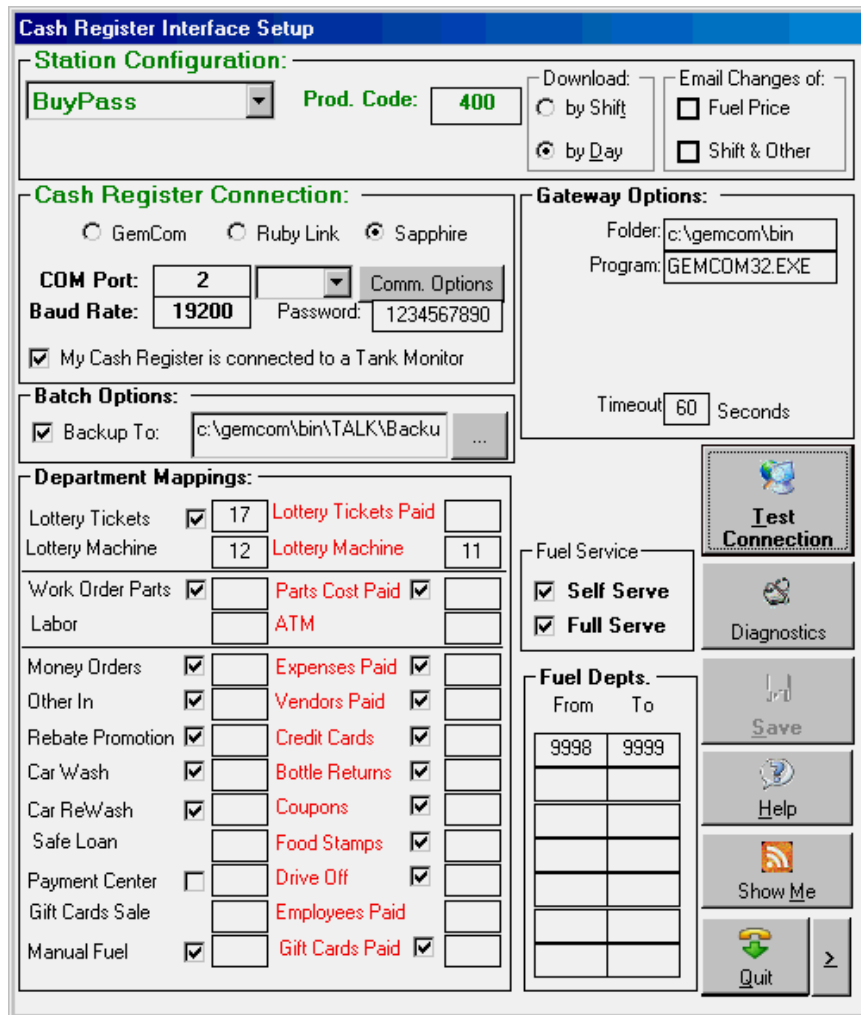 Cash Register Interface Setup
Station Configuration:
BuyPass
Prod. Code: 400
Download:
by Shift
by Day
Email Changes of:
Fuel Price
Shift & Other
Cash Register Connection:
GemCom Ruby Link Sapphire
COM Port: 2 Comm. Options
Baud Rate: 19200 Password: 1234567890
My Cash Register is connected to a Tank Monitor
Gateway Options:
Folder: c:\gemcom\bin
Program: GEMCOM32.EXE
Timeout 60 Seconds
Batch Options:
Backup To: c:\gemcom\bin\TALK\Backu ...
Department Mappings:
Lottery Tickets 17 Lottery Tickets Paid
Lottery Machine 12 Lottery Machine 11
Work Order Parts Parts Cost Paid
Labor ATM
Money Orders Expenses Paid
Other In Vendors Paid
Rebate Promotion Credit Cards
Car Wash Bottle Returns
Car ReWash Coupons
Safe Loan Food Stamps
Payment Center Drive Off
Gift Cards Sale Employees Paid
Manual Fuel Gift Cards Paid
Fuel Service
Self Serve
Full Serve
Fuel Depts.
From To
9998 9999
Test
Connection
Diagnostics
Save
Help
Show Me
Quit >